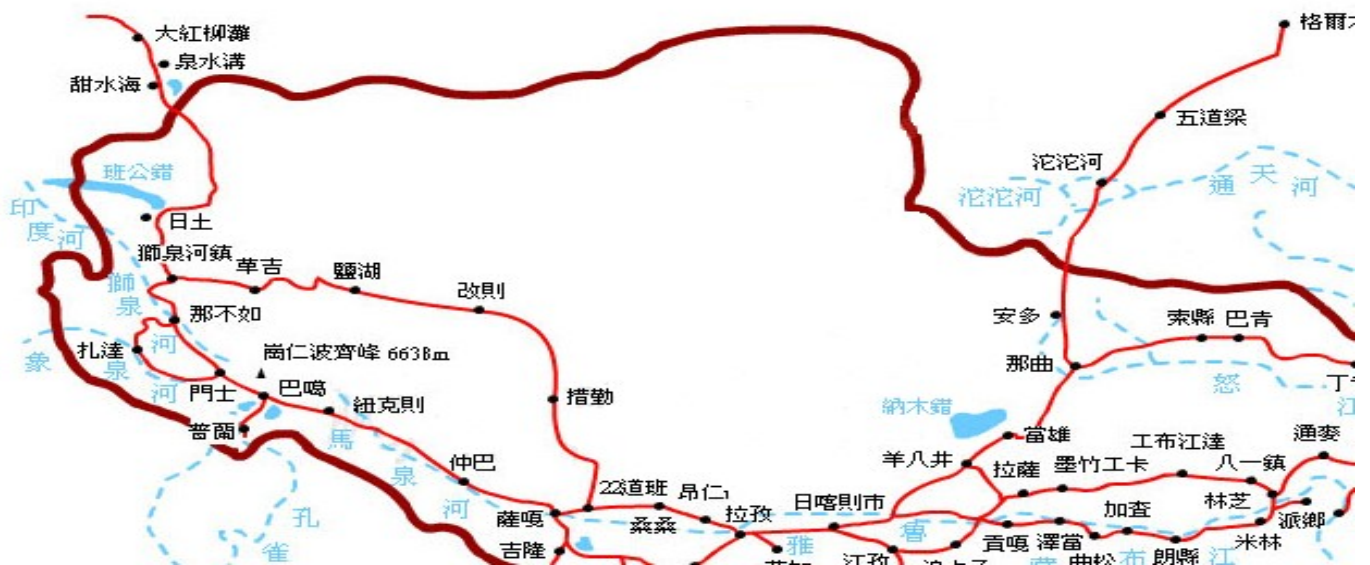 大紅柳灘
格爾
泉水溝
甜水海
五道梁
沱沱河
班公錯
沱沱河
通天河
印度河
日土
獅泉河鎮
革吉
鹽湖
獅泉河
改則
那不如
安多
索縣
巴青
扎達
崗仁波齊峰 6638m
象泉河
那曲
怒江
門士
巴噶
紐克則
措勤
納木錯
普蘭
馬泉河
當雄
漁麥
工布江達
羊八井
拉薩
墨竹工卡
八一鎮
仲巴
22道班
昂仁
日喀則市
加查
林芝
薩嘎
桑桑
拉孜
派鄉
孔雀
雅魯
布江
貢嘎
澤當
米林
吉隆
江孜
朗縣